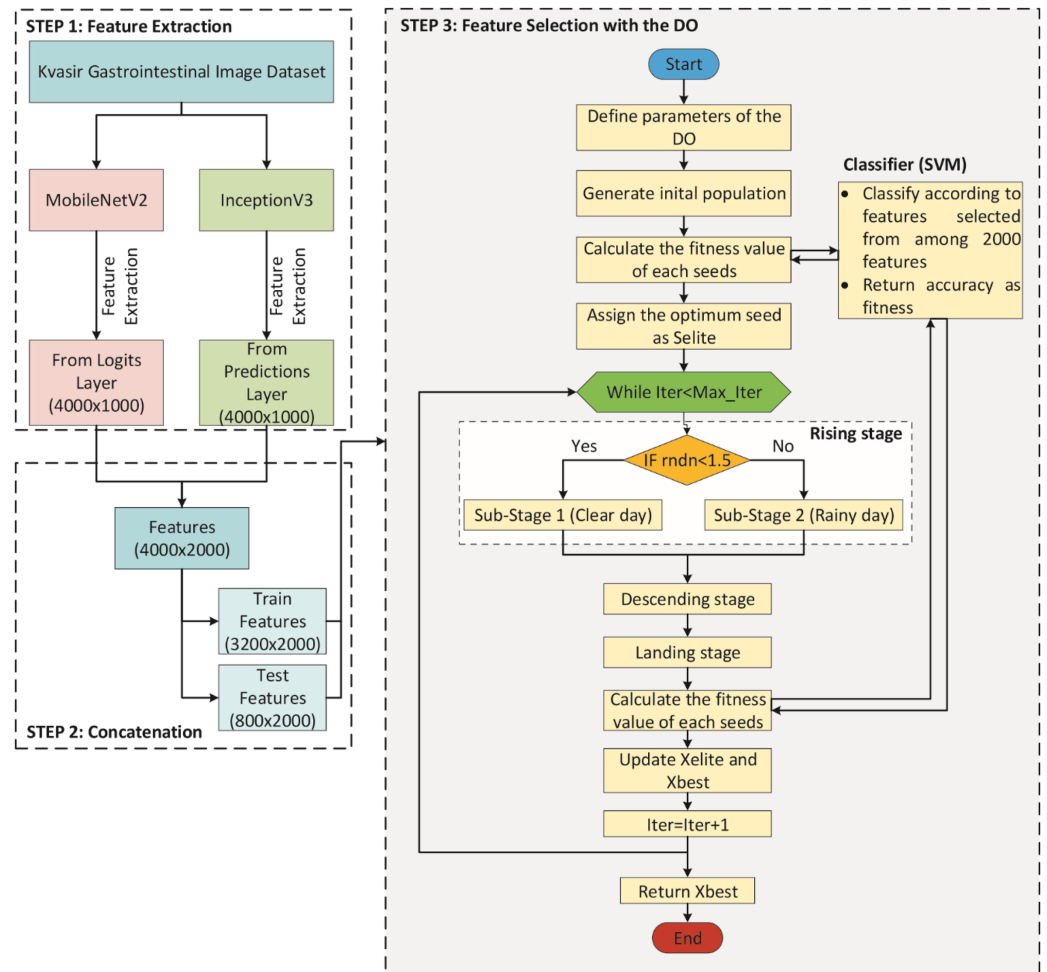 STEP 1: Feature Extraction
Kvasir Gastrointestinal Image Dataset
MobileNetV2
InceptionV3
Feature
Extraction
Feature
Extraction
From Logits
Layer
(4000x1000)
From
Predictions
Layer
(4000x1000)
Features
(4000x2000)
Train
Features
(3200x2000)
Test
Features
(800x2000)
STEP 2: Concatenation
STEP 3: Feature Selection with the DO
Start
Define parameters of the
DO
Generate inital population
Calculate the fitness value
of each seeds
Assign the optimum seed
as Selite
Classifier (SVM)
• Classify according to
features selected
from among 2000
features
• Return accuracy as
fitness
While Iter<Max_Iter
Rising stage
Yes
IF rndn<1.5
No
Sub-Stage 1 (Clear day)
Sub-Stage 2 (Rainy day)
Descending stage
Landing stage
Calculate the fitness
value of each seeds
Update Xelite and
Xbest
Iter=Iter+1
Return Xbest
End